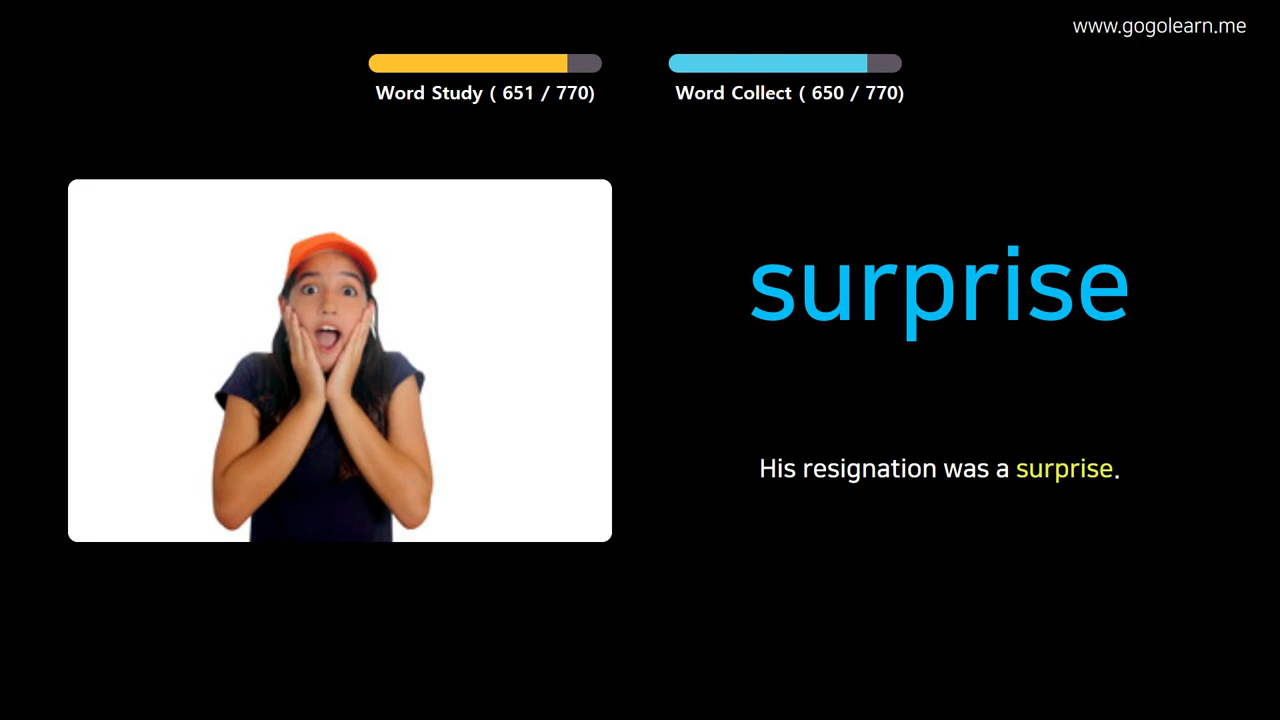 www.gogolearn.me
Word Study ( 651 / 770)
Word Collect ( 650 / 770)
surprise
His resignation was a surprise.